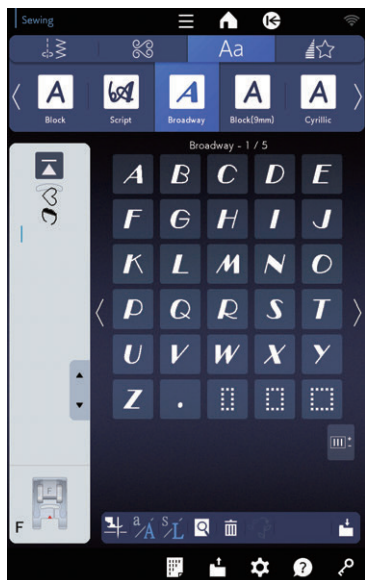 Sewing
Aa
A A A A A
Block Script Broadway Block(9mm) Cyrillic
Broadway - 1 / 5
A B C D E
F G H I J
K L M N O
P Q R S T
U V W X Y
Z .
F
a/A S/L
?